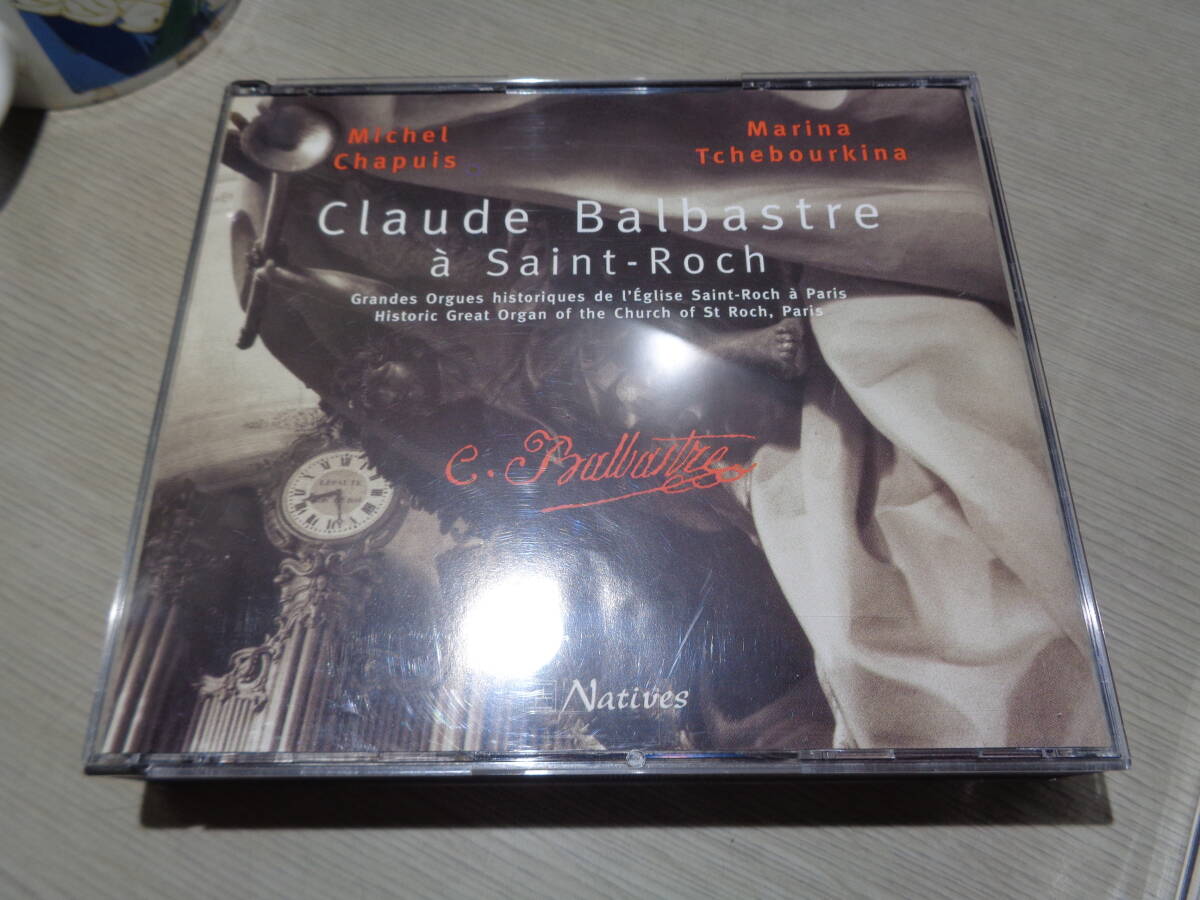 Michel
Chapuis
Marina
Tchebourkina
Claude Balbastre
à Saint-Roch
Grandes Orgues historiques de l'Église Saint-Roch à Paris
Historic Great Organ of the Church of St Roch, Paris
C. Balbastre
LEPAUTE
Natives